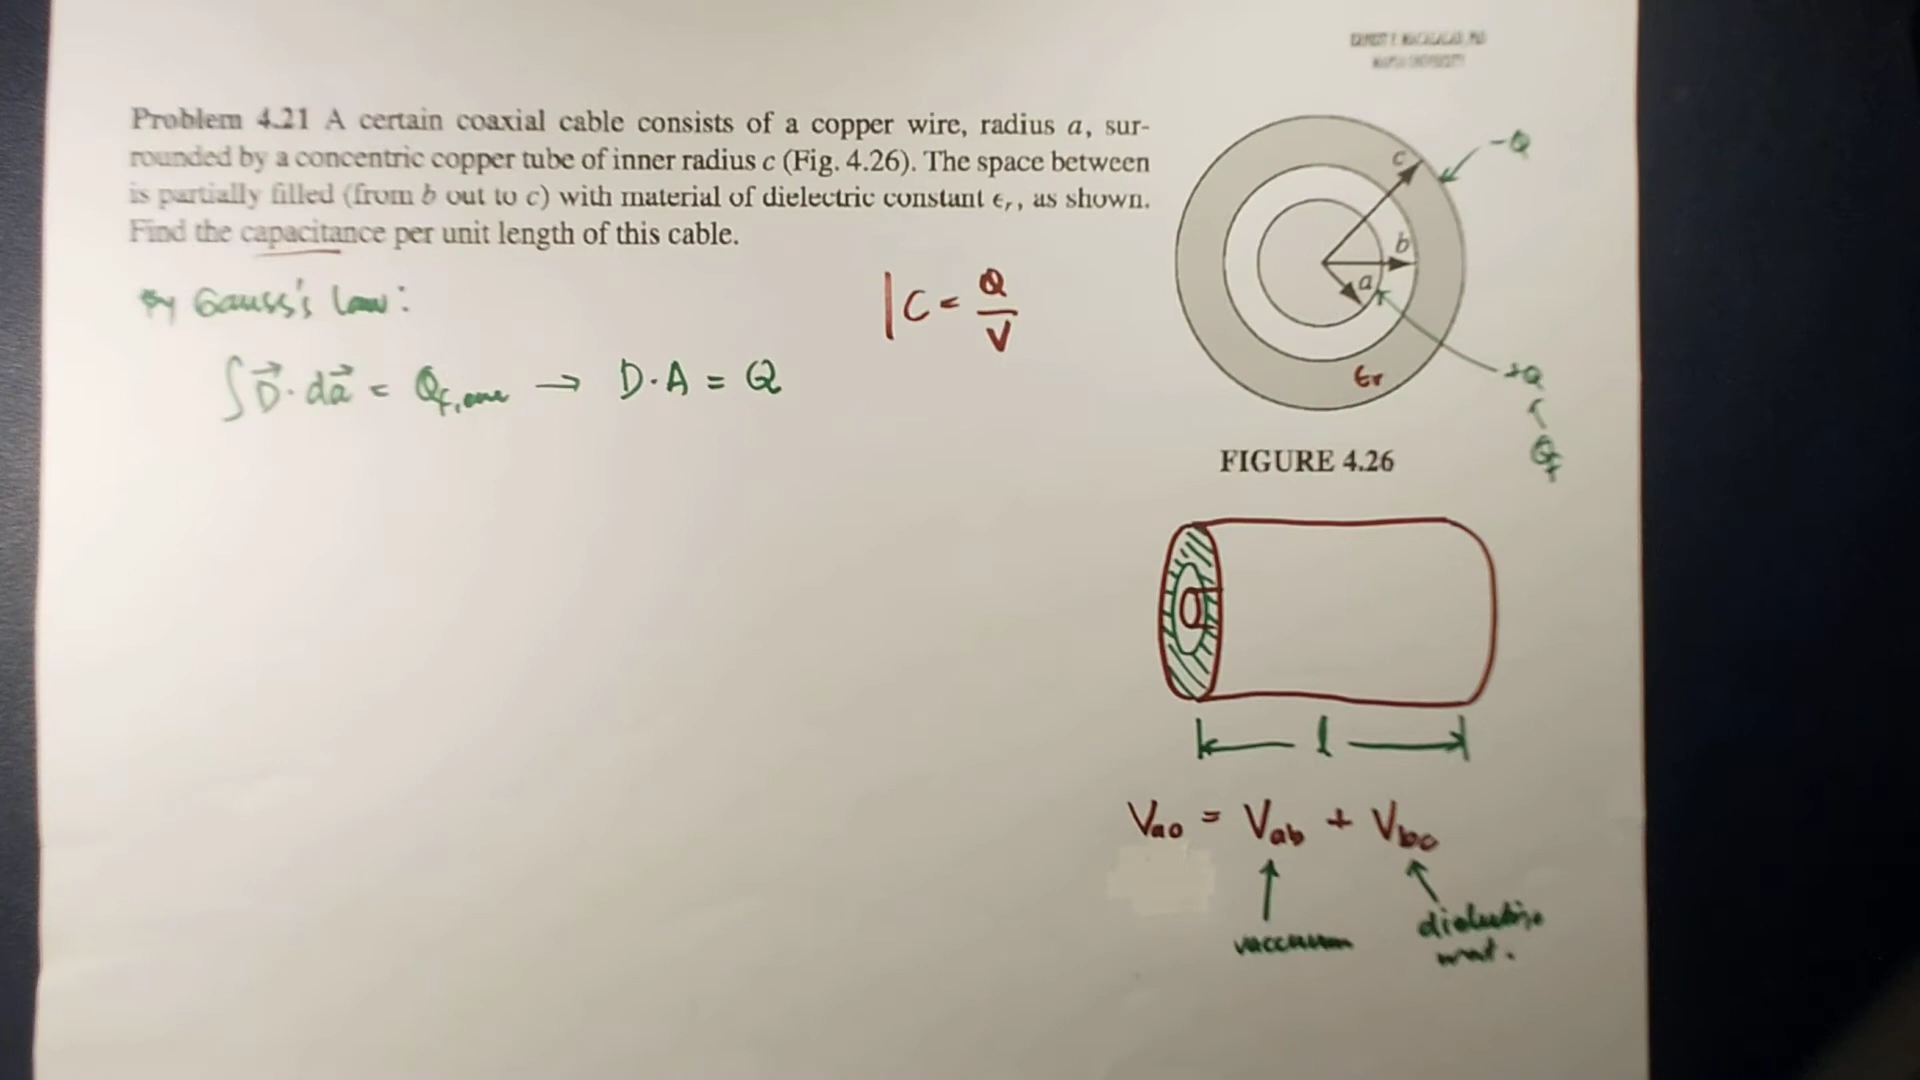 Problem 4.21 A certain coaxial cable consists of a copper wire, radius a, sur-
rounded by a concentric copper tube of inner radius c (Fig. 4.26). The space between
is partially filled (from b out to c) with material of dielectric constant ϵr, as shown.
Find the capacitance per unit length of this cable.
By Gauss's Law:
C = Q/V
∫D⃗·da⃗ = Qf,enc → D·A = Q
-Q
c
b
a
ϵr
+Q
Qf
FIGURE 4.26
l
Vac = Vab + Vbc
vaccuum
dielectric
mat.